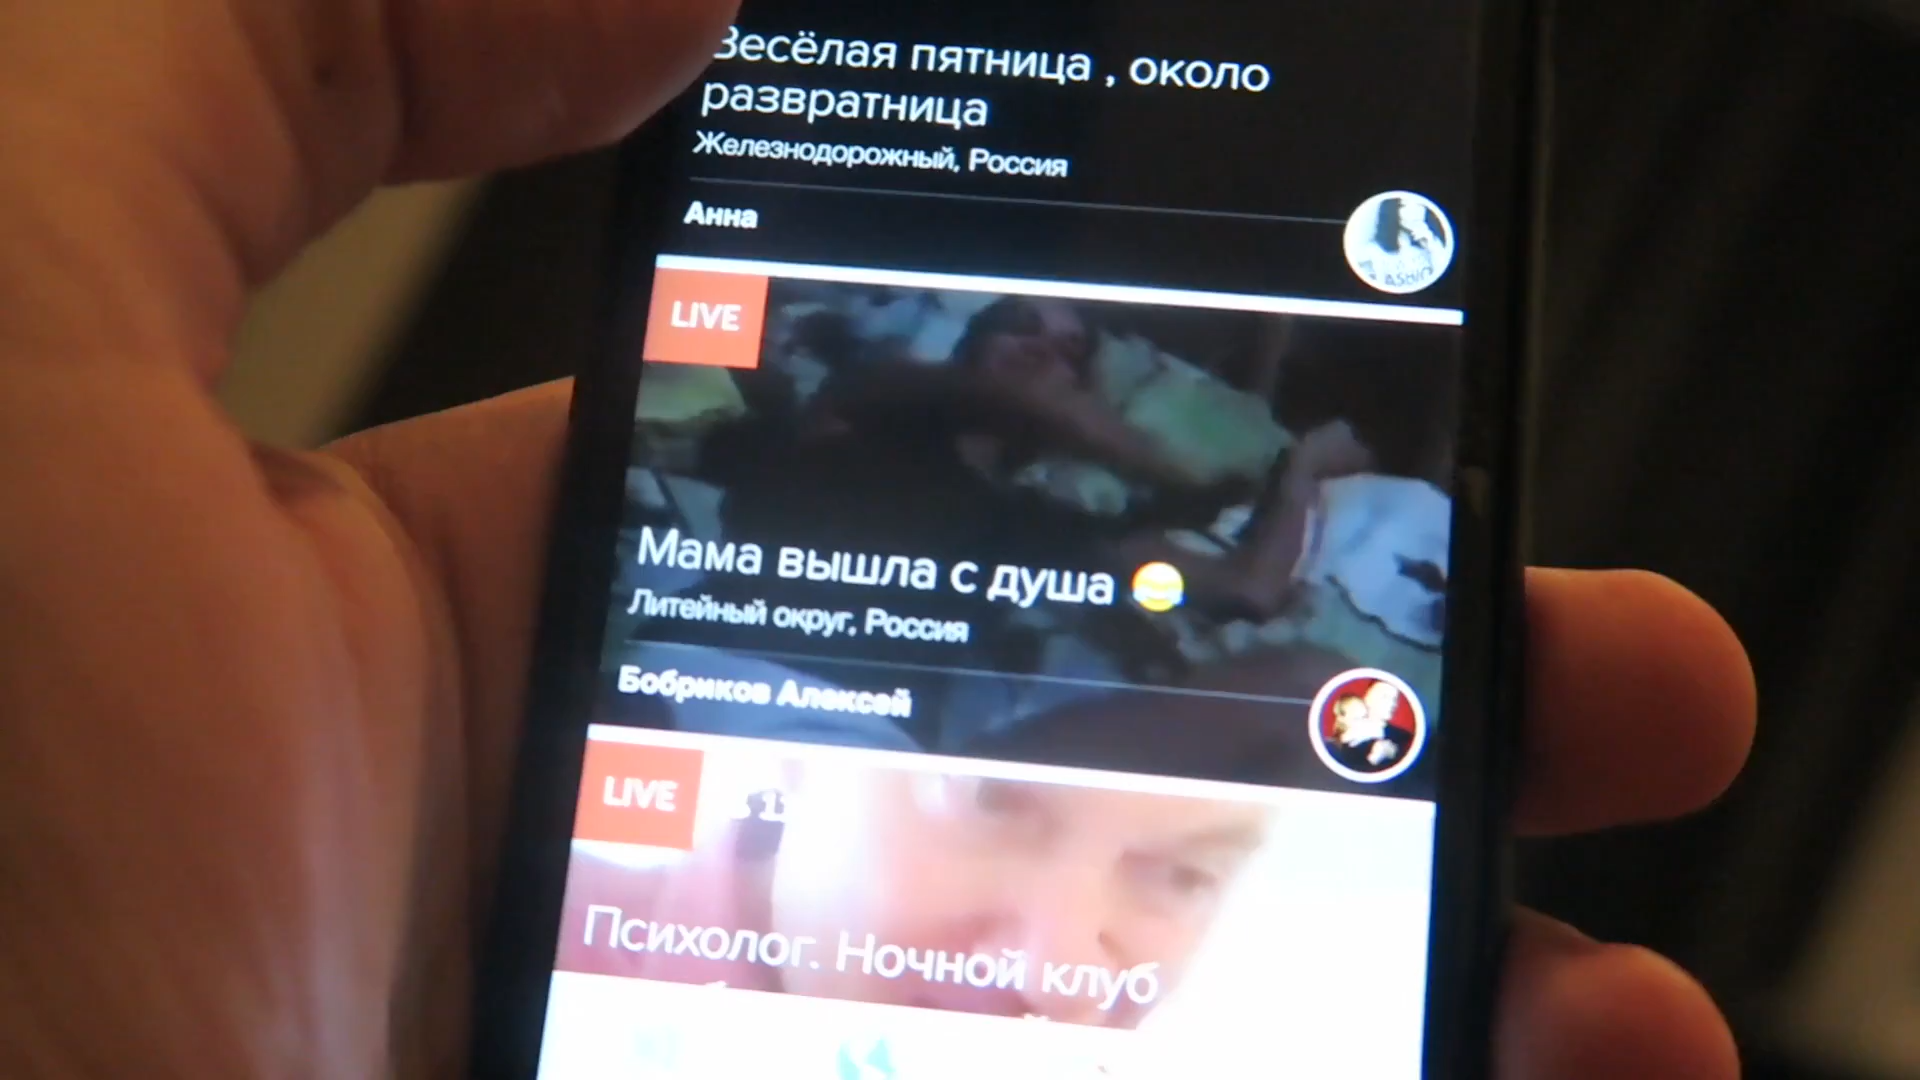 Весёлая пятница , около
развратница
Железнодорожный, Россия
Анна
LIVE
Мама вышла с душа
Литейный округ, Россия
Бобриков Алексей
LIVE
Психолог. Ночной клуб